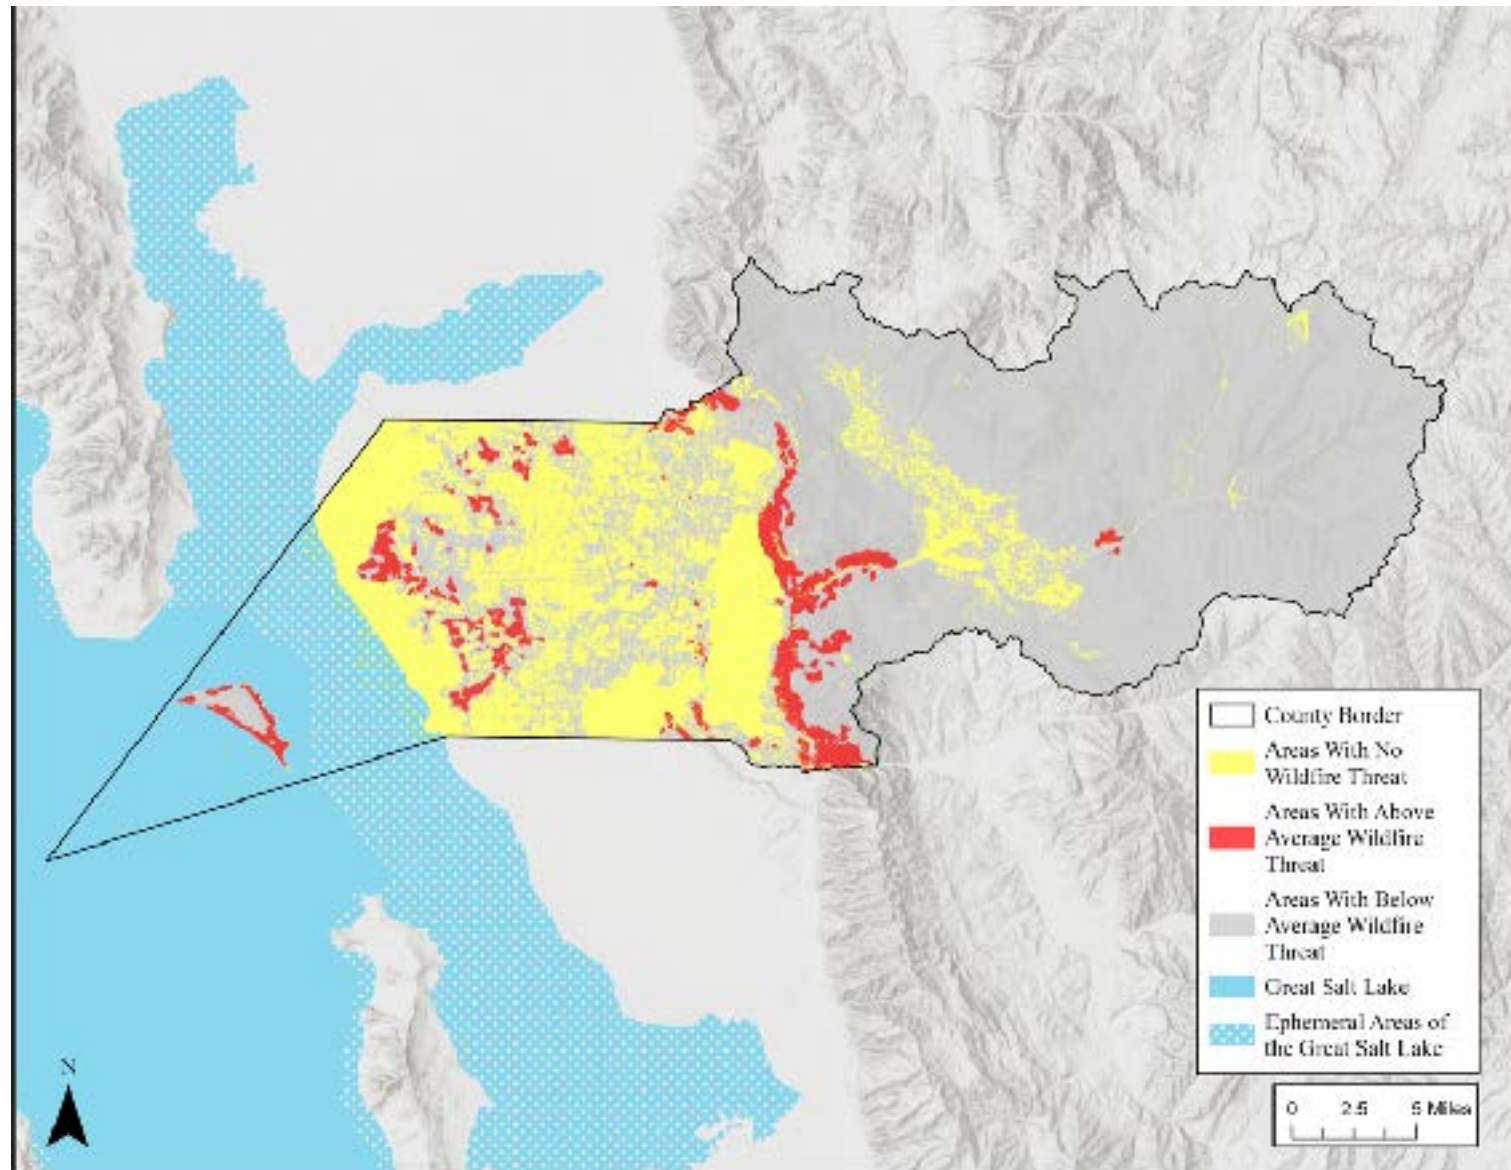 County Border
Areas With No
Wildfire Threat
Areas With Above
Average Wildfire
Threat
Areas With Below
Average Wildfire
Threat
Great Salt Lake
Ephemeral Areas of
the Great Salt Lake
N
0 2.5 5 Miles